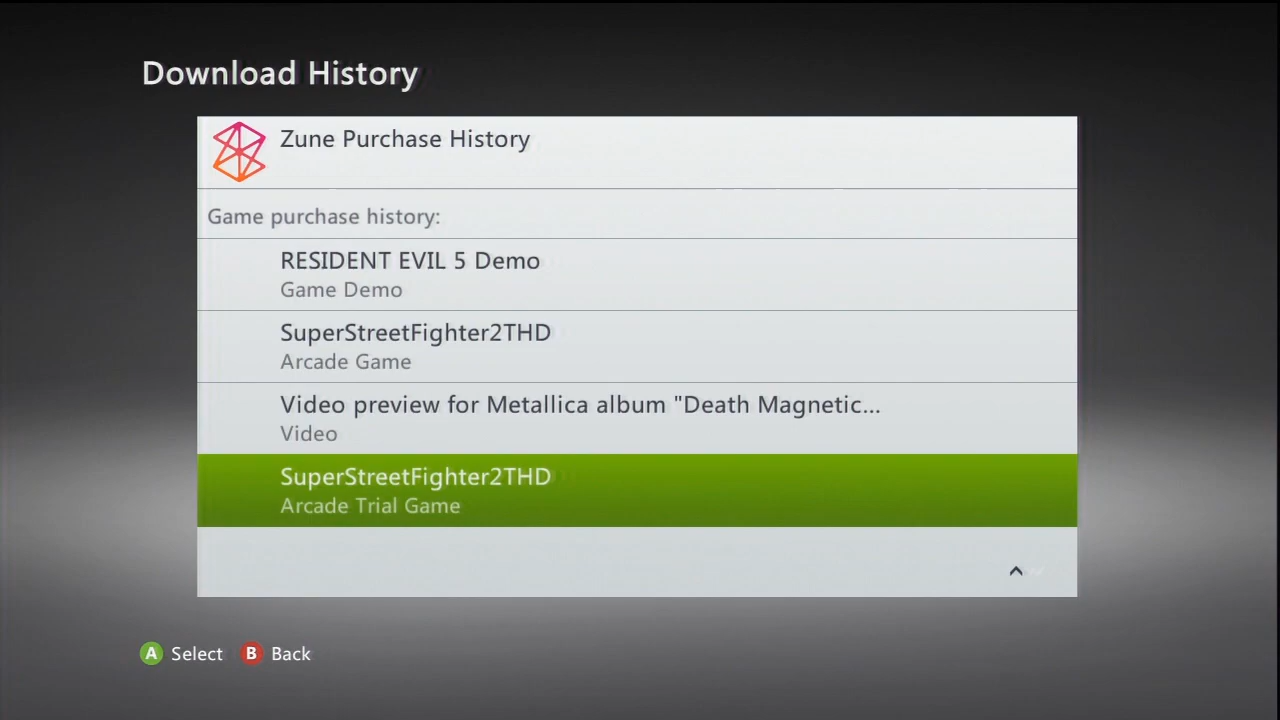 Download History
Zune Purchase History
Game purchase history:
RESIDENT EVIL 5 Demo
Game Demo
SuperStreetFighter2THD
Arcade Game
Video preview for Metallica album "Death Magnetic...
Video
SuperStreetFighter2THD
Arcade Trial Game
A Select B Back